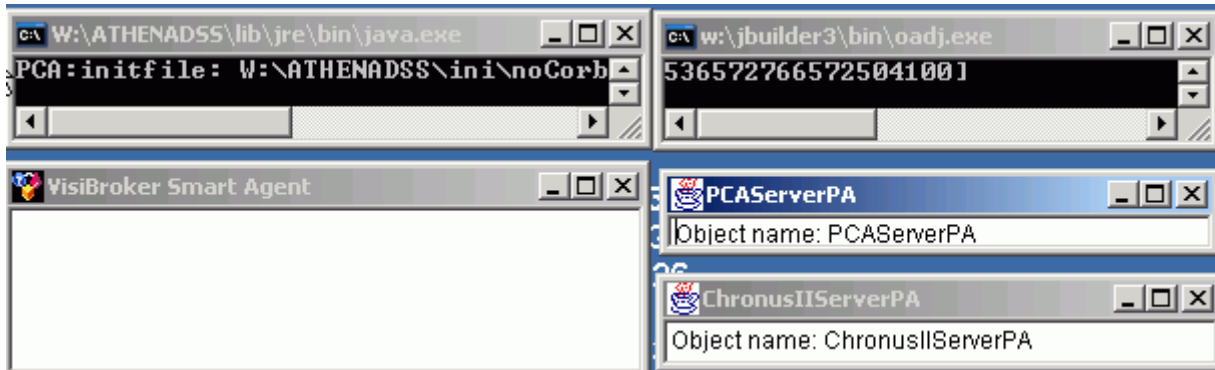 W:\ATHENADSS\lib\jre\bin\java.exe
PCA:initfile: W:\ATHENADSS\ini\noCorb
w:\jbuilder3\bin\oadj.exe
536572766572504100]
VisiBroker Smart Agent
PCAServerPA
Object name: PCAServerPA
ChronusIIServerPA
Object name: ChronusIIServerPA